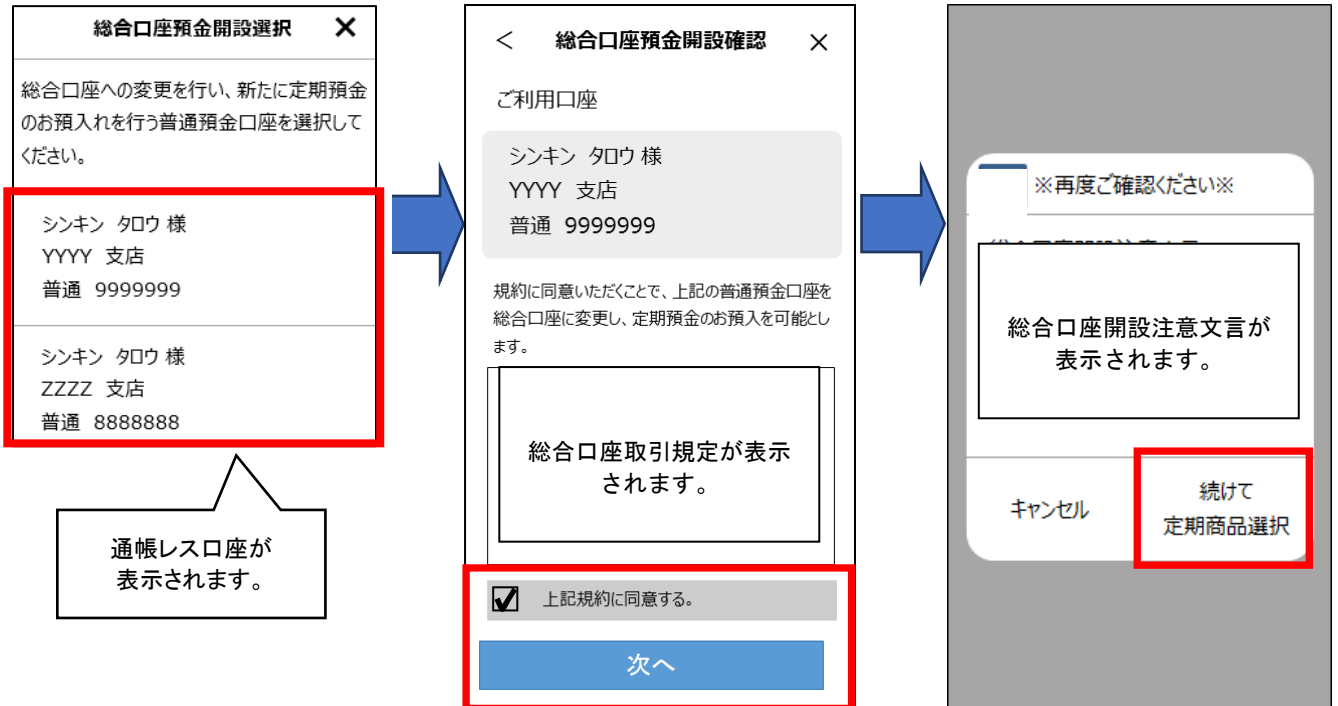 総合口座預金開設選択 ×
総合口座への変更を行い、新たに定期預金
のお預入れを行う普通預金口座を選択して
ください。
シンキン タロウ 様
YYYY 支店
普通 9999999
シンキン タロウ 様
ZZZZ 支店
普通 8888888
通帳レス口座が
表示されます。
< 総合口座預金開設確認 ×
ご利用口座
シンキン タロウ 様
YYYY 支店
普通 9999999
規約に同意いただくことで、上記の普通預金口座を
総合口座に変更し、定期預金のお預入を可能とし
ます。
総合口座取引規定が表示
されます。
上記規約に同意する。
次へ
※再度ご確認ください※
総合口座開設注意文言が
表示されます。
キャンセル
続けて
定期商品選択